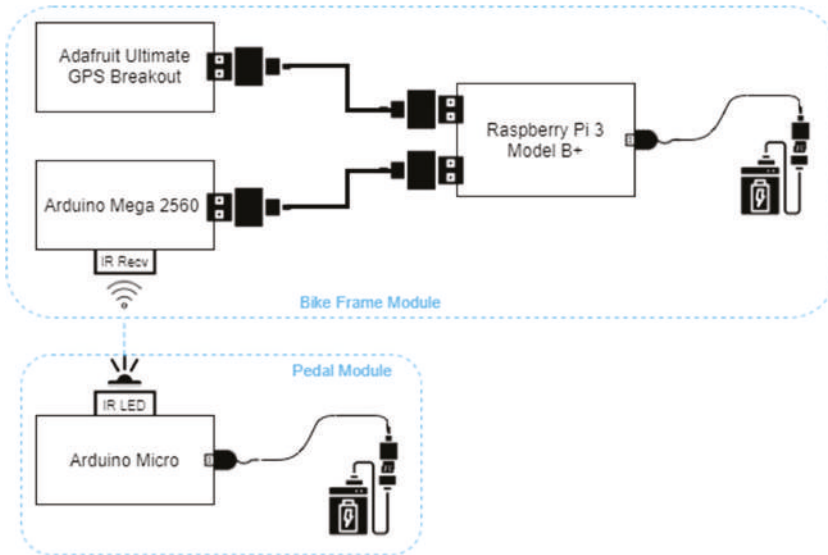 Adafruit Ultimate
GPS Breakout
Raspberry Pi 3
Model B+
Arduino Mega 2560
IR Recv
Bike Frame Module
Pedal Module
IR LED
Arduino Micro